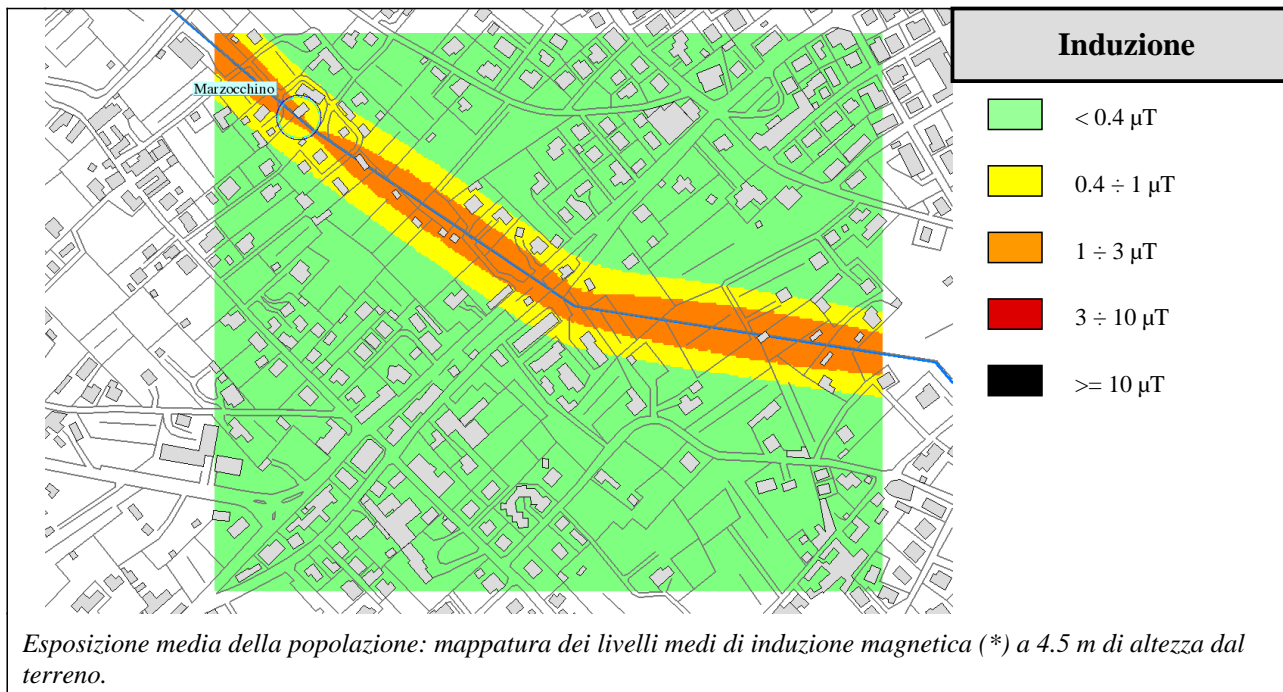 Marzocchino
Induzione
< 0.4 µT
0.4 ÷ 1 µT
1 ÷ 3 µT
3 ÷ 10 µT
>= 10 µT
Esposizione media della popolazione: mappatura dei livelli medi di induzione magnetica (*) a 4.5 m di altezza dal
terreno.